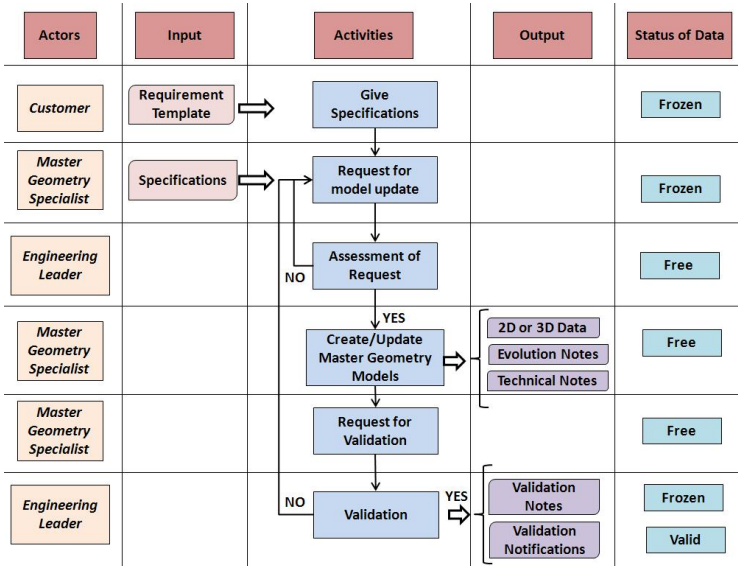 Actors
Input
Activities
Output
Status of Data
Customer
Requirement
Template
Give
Specifications
Frozen
Master
Geometry
Specialist
Specifications
Request for
model update
Frozen
Engineering
Leader
Assessment of
Request
NO
Free
YES
Master
Geometry
Specialist
Create/Update
Master Geometry
Models
2D or 3D Data
Evolution Notes
Technical Notes
Free
Master
Geometry
Specialist
Request for
Validation
Free
Engineering
Leader
NO
Validation
YES
Validation
Notes
Validation
Notifications
Frozen
Valid